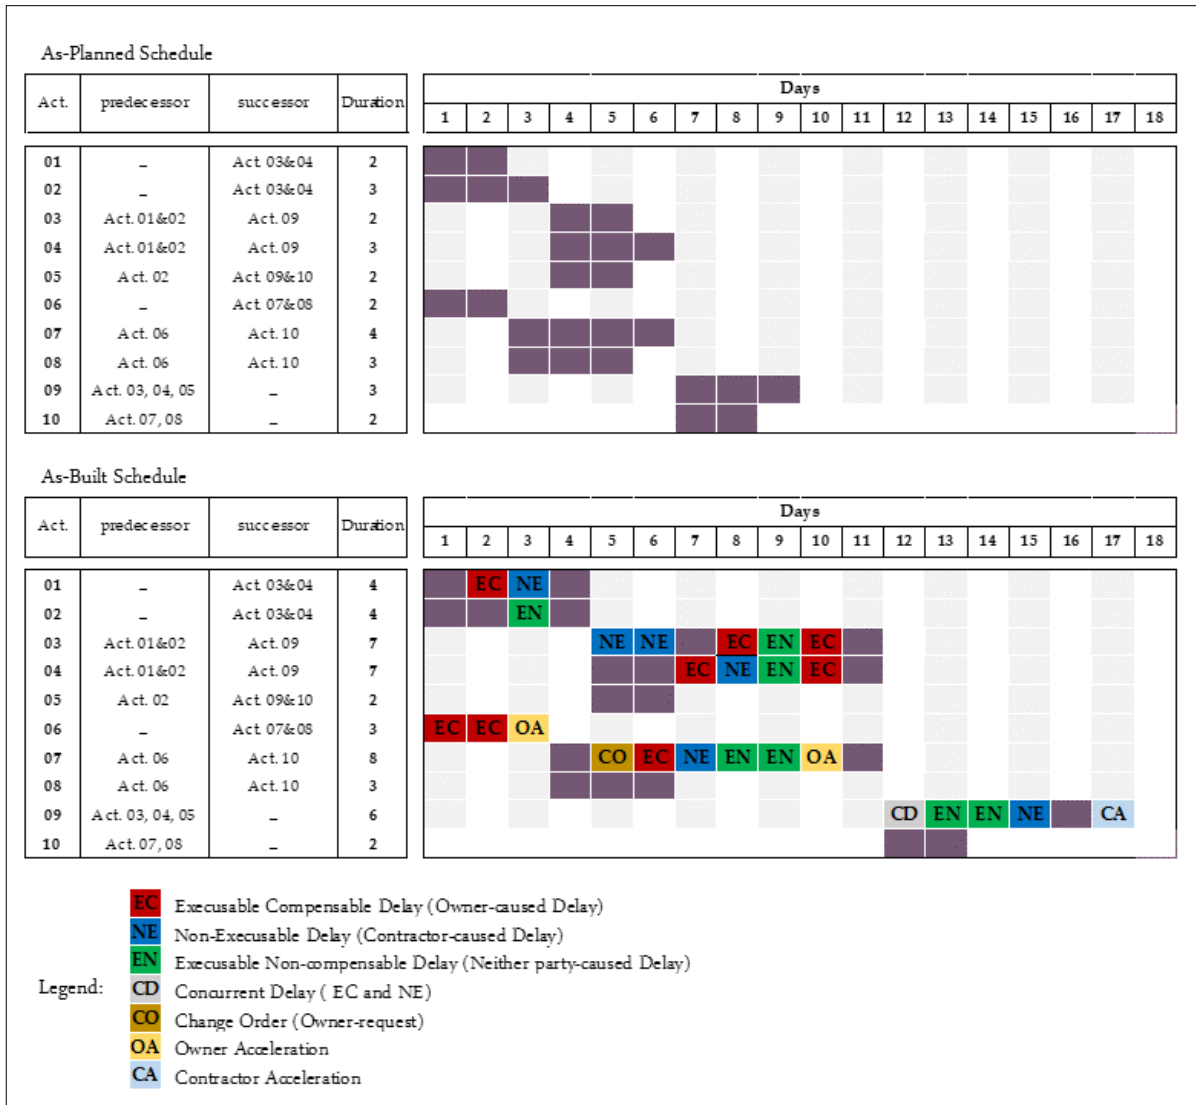 As-Planned Schedule
Act. predecessor successor Duration Days
1 2 3 4 5 6 7 8 9 10 11 12 13 14 15 16 17 18
01 – Act. 03&04 2
02 – Act. 03&04 3
03 Act. 01&02 Act. 09 2
04 Act. 01&02 Act. 09 3
05 Act. 02 Act. 09&10 2
06 – Act. 07&08 2
07 Act. 06 Act. 10 4
08 Act. 06 Act. 10 3
09 Act. 03, 04, 05 – 3
10 Act. 07, 08 – 2
As-Built Schedule
Act. predecessor successor Duration Days
1 2 3 4 5 6 7 8 9 10 11 12 13 14 15 16 17 18
01 – Act. 03&04 4 EC NE
02 – Act. 03&04 4 EN
03 Act. 01&02 Act. 09 7 NE NE EC EN EC
04 Act. 01&02 Act. 09 7 EC NE EN EC
05 Act. 02 Act. 09&10 2
06 – Act. 07&08 3 EC EC OA
07 Act. 06 Act. 10 8 CO EC NE EN EN OA
08 Act. 06 Act. 10 3
09 Act. 03, 04, 05 – 6 CD EN EN NE CA
10 Act. 07, 08 – 2
Legend:
EC Execusable Compensable Delay (Owner-caused Delay)
NE Non-Execusable Delay (Contractor-caused Delay)
EN Execusable Non-compensable Delay (Neither party-caused Delay)
CD Concurrent Delay ( EC and NE)
CO Change Order (Owner-request)
OA Owner Acceleration
CA Contractor Acceleration